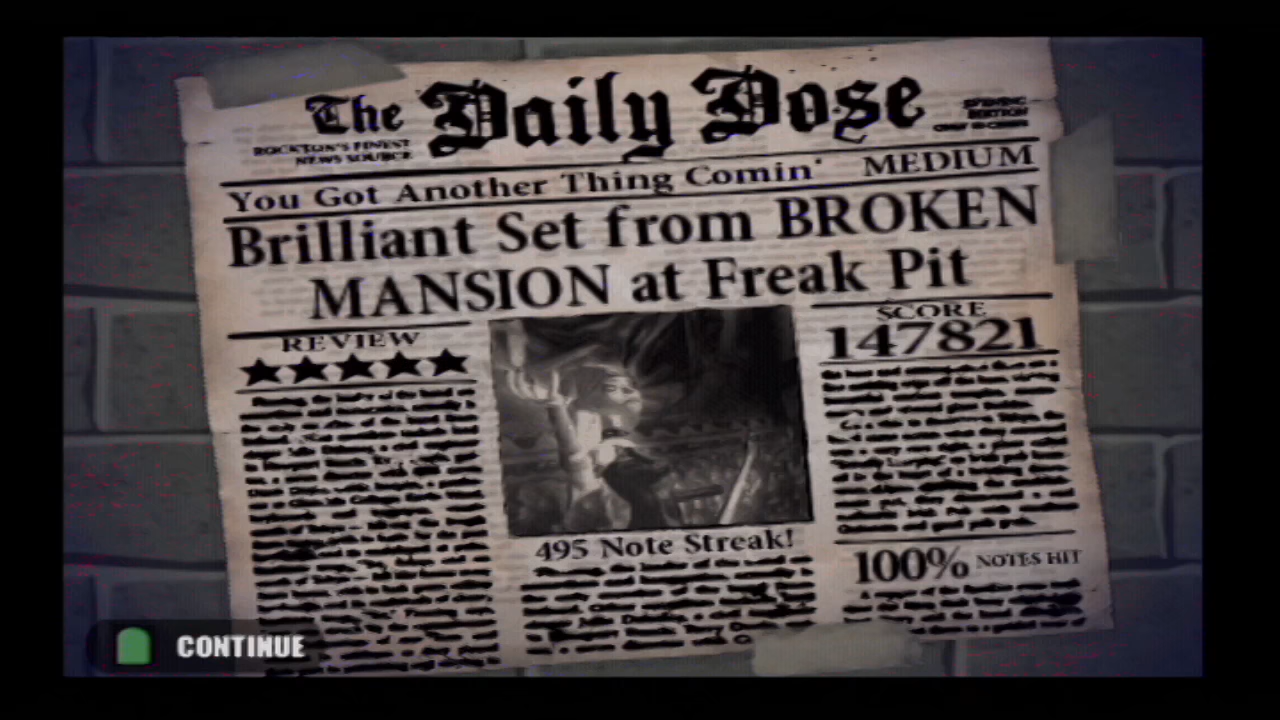 The Daily Dose
ROCKTON'S FINEST
NEWS SOURCE
EDITION
You Got Another Thing Comin' MEDIUM
Brilliant Set from BROKEN
MANSION at Freak Pit
REVIEW
SCORE
147821
495 Note Streak!
100% NOTES HIT
CONTINUE